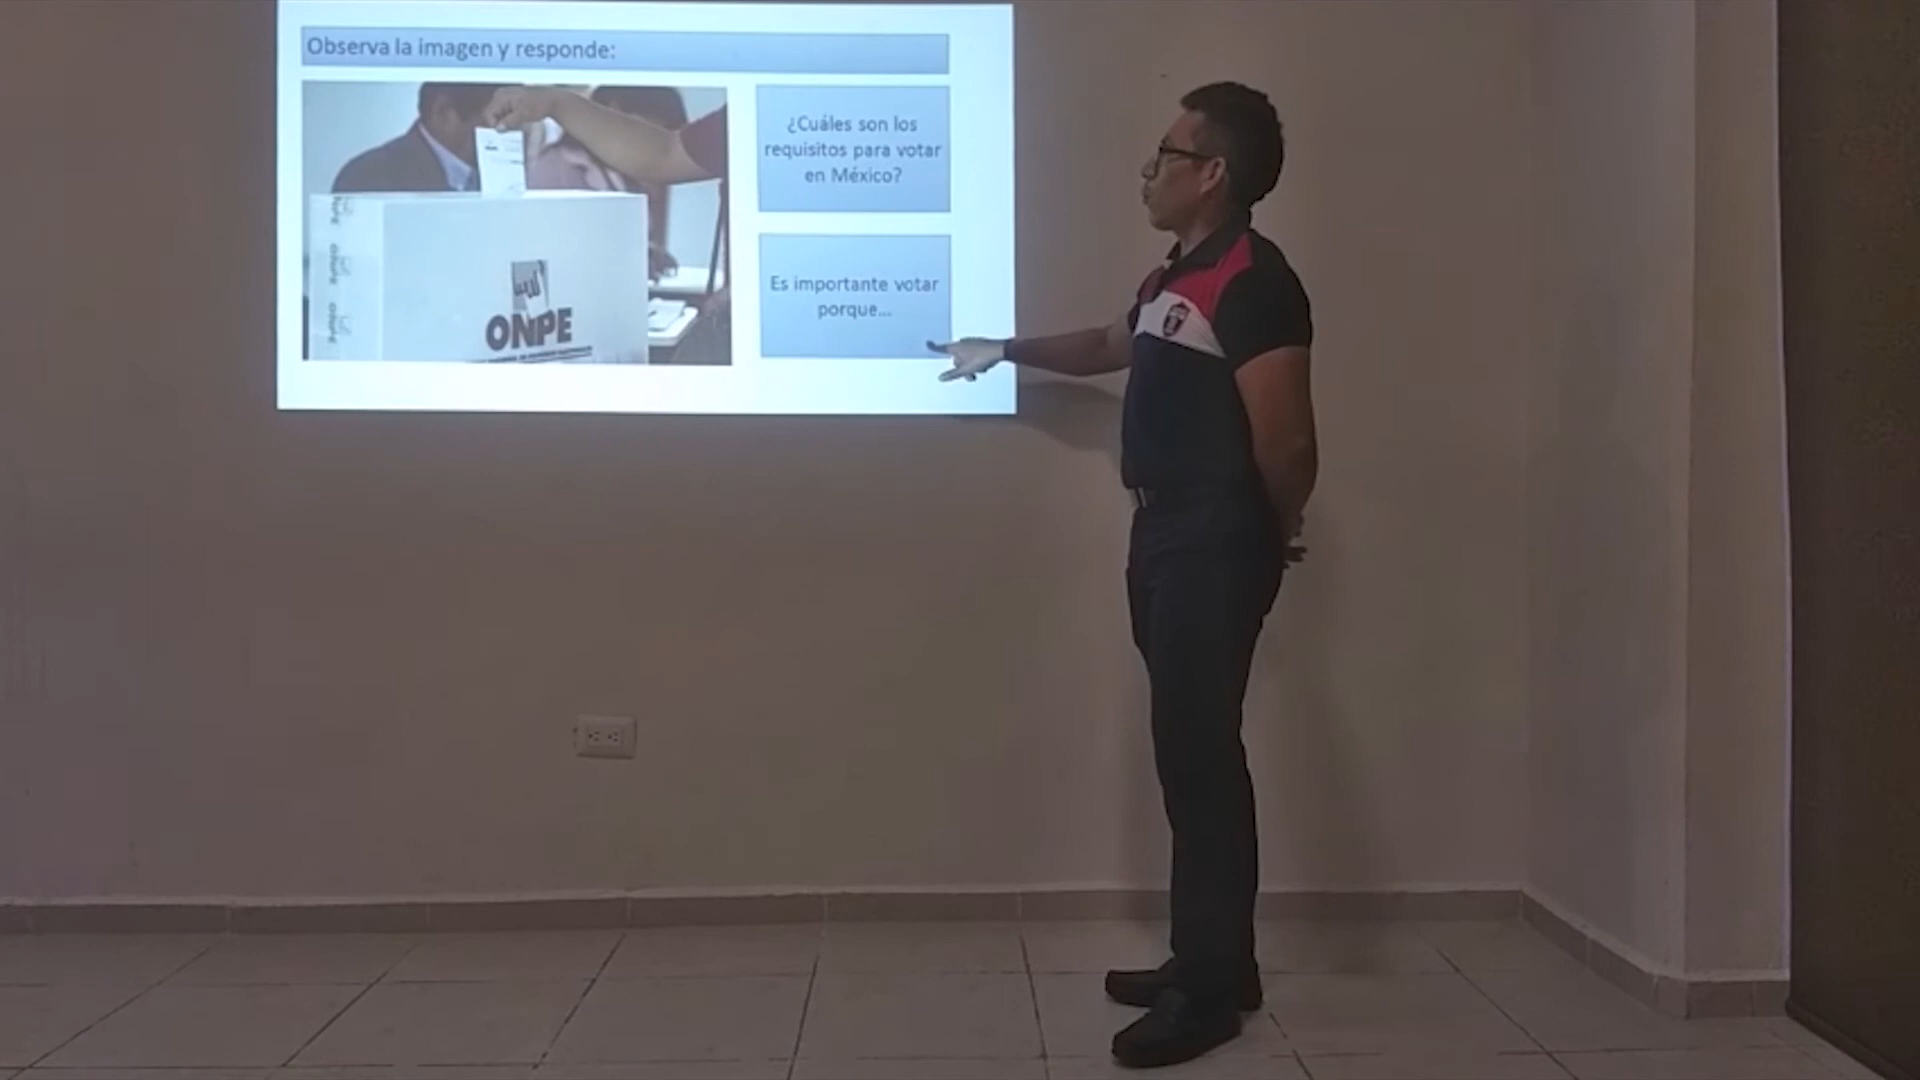 Observa la imagen y responde:
¿Cuáles son los
requisitos para votar
en México?
Es importante votar
porque...
ONPE